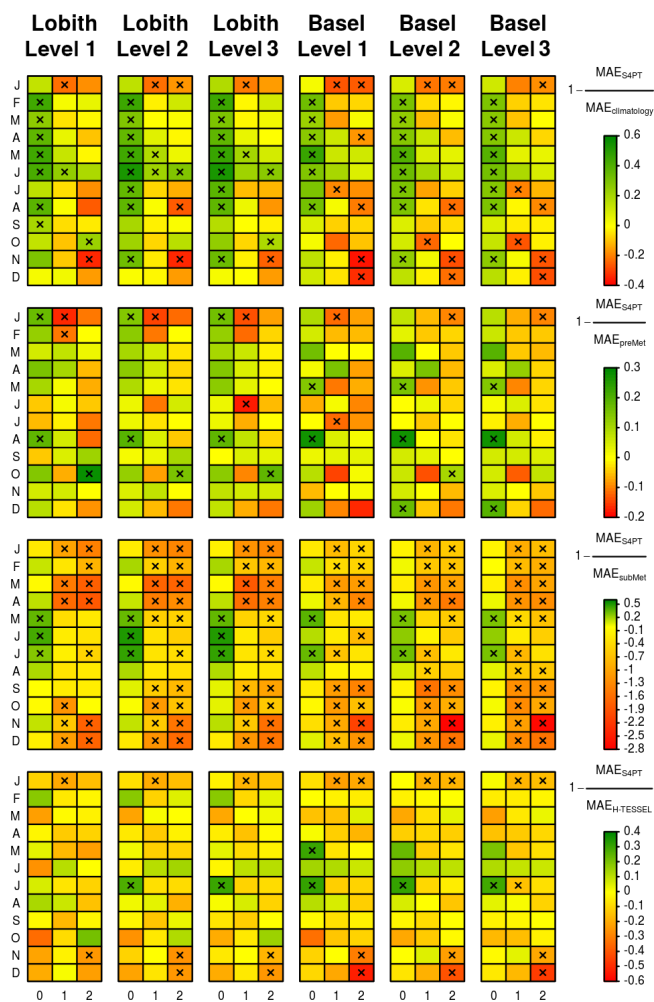 Lobith Lobith Lobith Basel Basel Basel
Level 1 Level 2 Level 3 Level 1 Level 2 Level 3
J
F
M
A
M
J
J
A
S
O
N
D
1 - MAE_S4PT
MAE_climatology
0.6
0.4
0.2
0
-0.2
-0.4
J
F
M
A
M
J
J
A
S
O
N
D
1 - MAE_S4PT
MAE_preMet
0.3
0.2
0.1
0
-0.1
-0.2
J
F
M
A
M
J
J
A
S
O
N
D
1 - MAE_S4PT
MAE_subMet
0.5
0.2
-0.1
-0.4
-0.7
-1
-1.3
-1.6
-1.9
-2.2
-2.5
-2.8
J
F
M
A
M
J
J
A
S
O
N
D
1 - MAE_S4PT
MAE_H-TESSEL
0.4
0.3
0.2
0.1
0
-0.1
-0.2
-0.3
-0.4
-0.5
-0.6
0 1 2 0 1 2 0 1 2 0 1 2 0 1 2 0 1 2